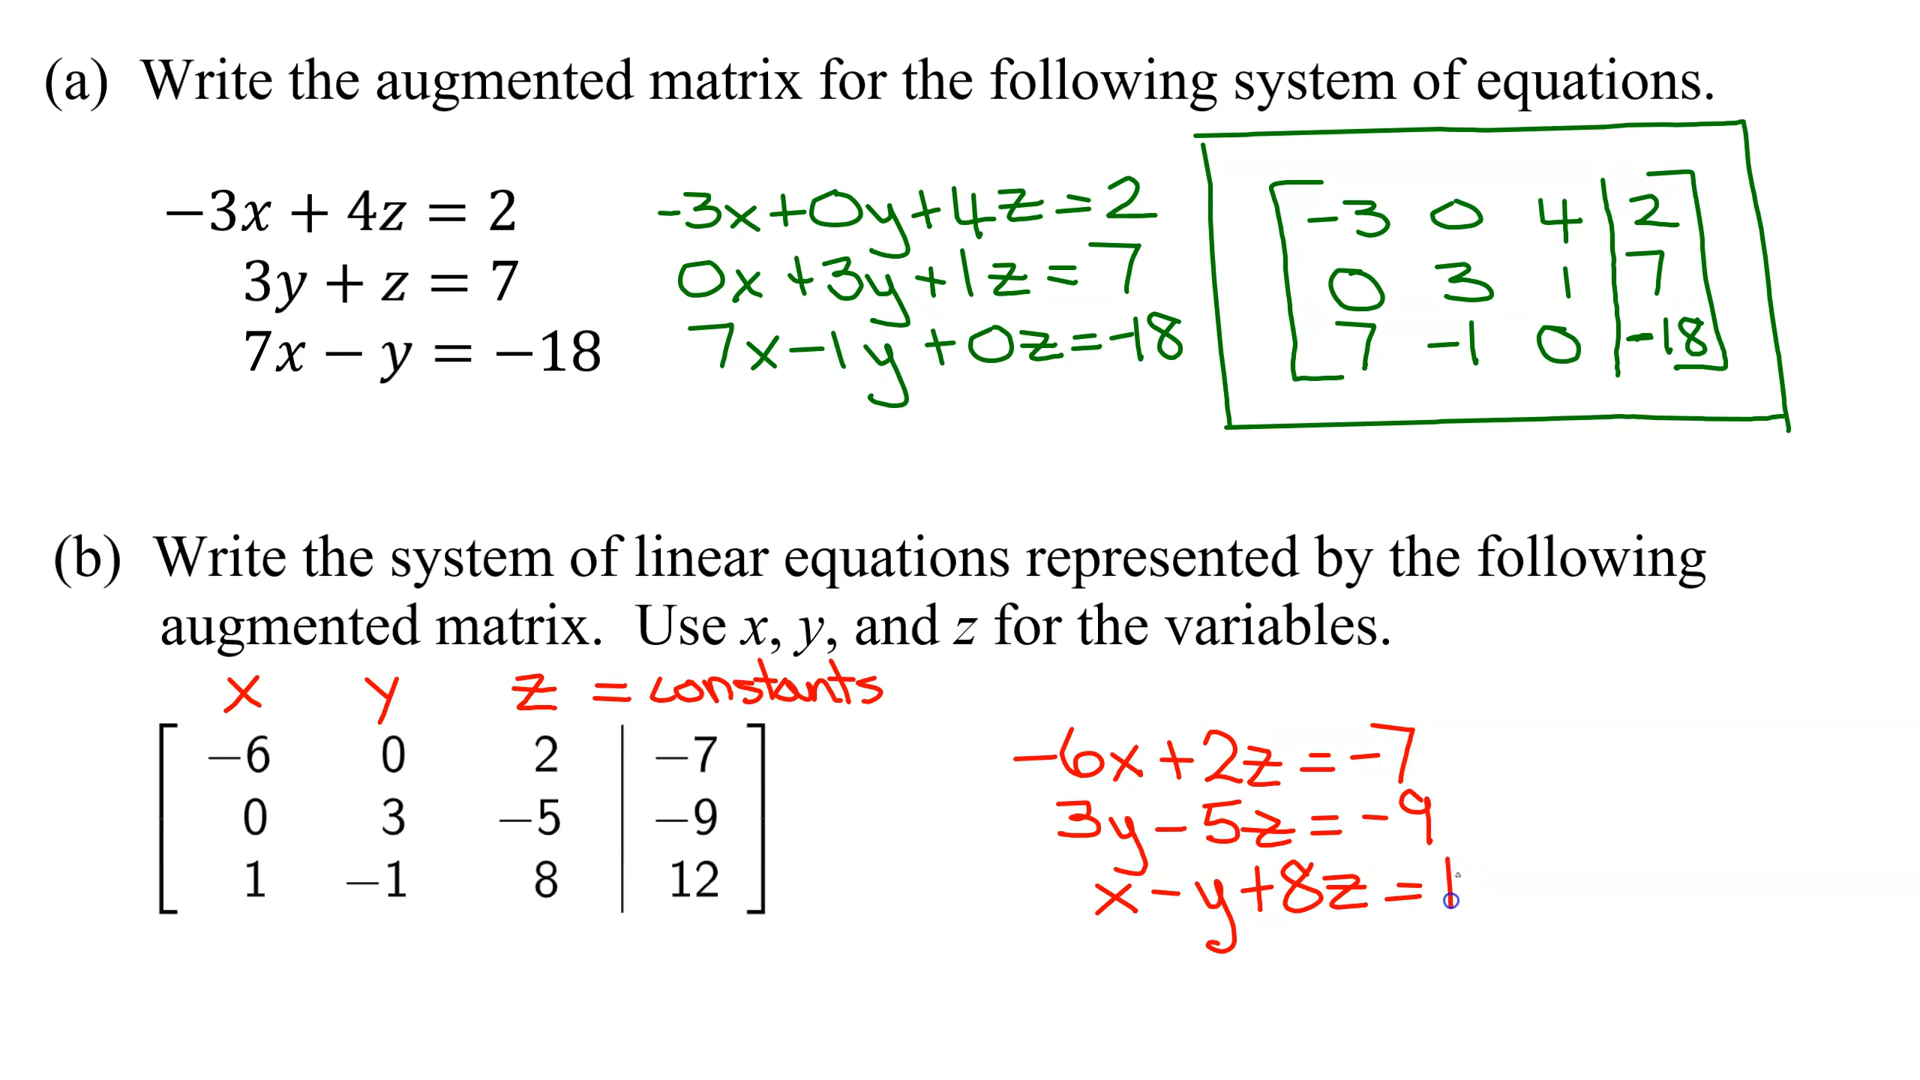 (a) Write the augmented matrix for the following system of equations.
−3x + 4z = 2
3y + z = 7
7x − y = −18
-3x+0y+4z=2
0x+3y+1z=7
7x-1y+0z=-18
-3 0 4 | 2
0 3 1 | 7
7 -1 0 | -18
(b) Write the system of linear equations represented by the following
augmented matrix. Use x, y, and z for the variables.
x y z = constants
−6 0 2 | −7
0 3 −5 | −9
1 −1 8 | 12
-6x+2z=-7
3y-5z=-9
x-y+8z=1